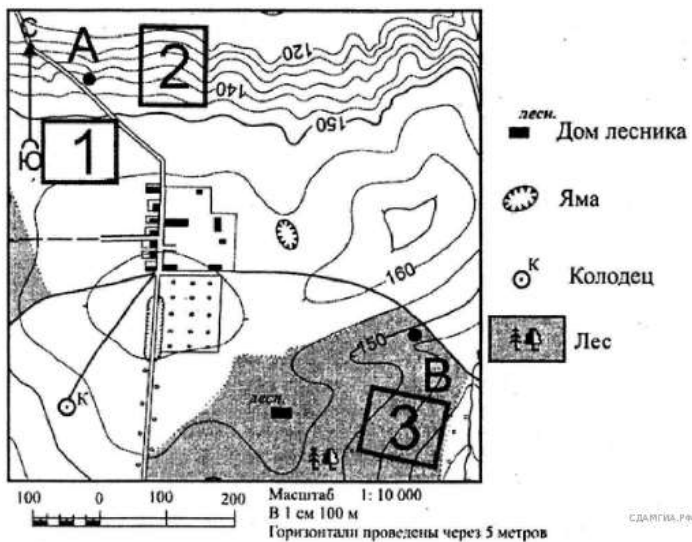 С
А
2
120
140
150
1
Ю
160
К
150
В
лесн.
3
лесн.
Дом лесника
Яма
К
Колодец
Лес
100 0 100 200
Масштаб 1: 10 000
В 1 см 100 м
Горизонтали проведены через 5 метров
СДАМГИА.РФ